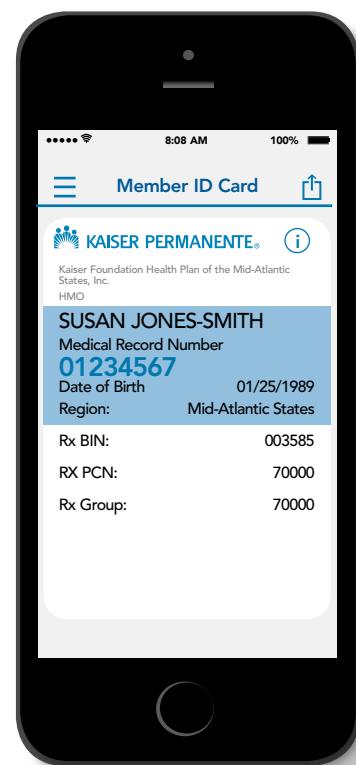 8:08 AM 100%
Member ID Card
KAISER PERMANENTE®
Kaiser Foundation Health Plan of the Mid-Atlantic
States, Inc.
HMO
SUSAN JONES-SMITH
Medical Record Number
01234567
Date of Birth 01/25/1989
Region: Mid-Atlantic States
Rx BIN: 003585
RX PCN: 70000
Rx Group: 70000